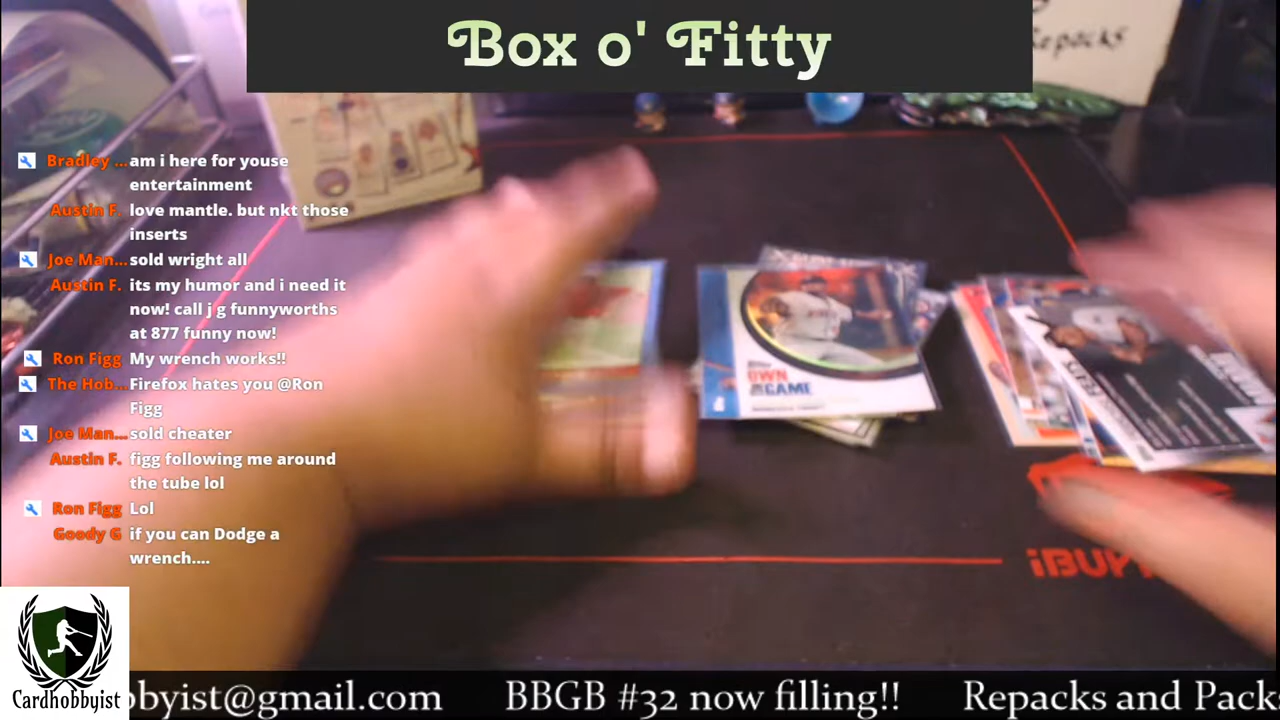 Box o' Fitty
Repacks
Bradley ... am i here for youse
entertainment
Austin F. love mantle. but nkt those
inserts
Joe Man... sold wright all
Austin F. its my humor and i need it
now! call j g funnyworths
at 877 funny now!
Ron Figg My wrench works!!
The Hob... Firefox hates you @Ron
Figg
Joe Man... sold cheater
Austin F. figg following me around
the tube lol
Ron Figg Lol
Goody G if you can Dodge a
wrench....
OWN
GAME
FEATS
iBUY
Cardhobbyist
bbyist@gmail.com BBGB #32 now filling!! Repacks and Pack